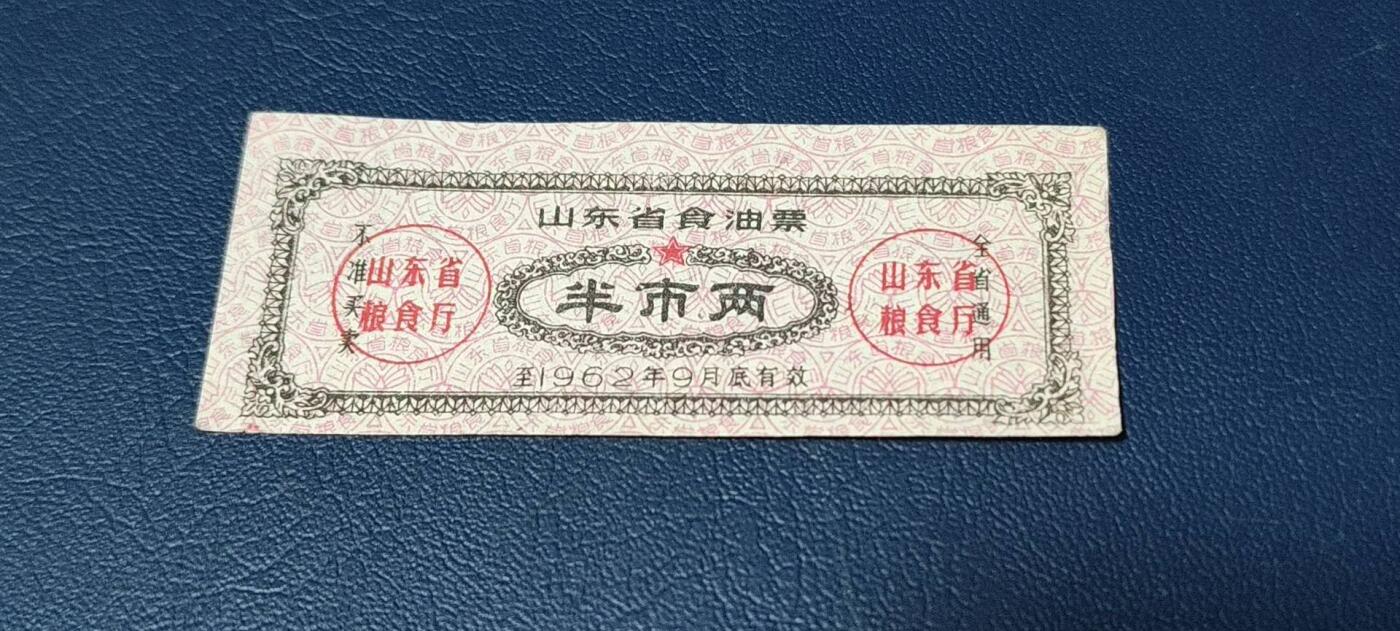 山东省食油票
半市两
至1962年9月底有效
不准买卖
山东省
粮食厅
山东省
粮食厅
全省通用